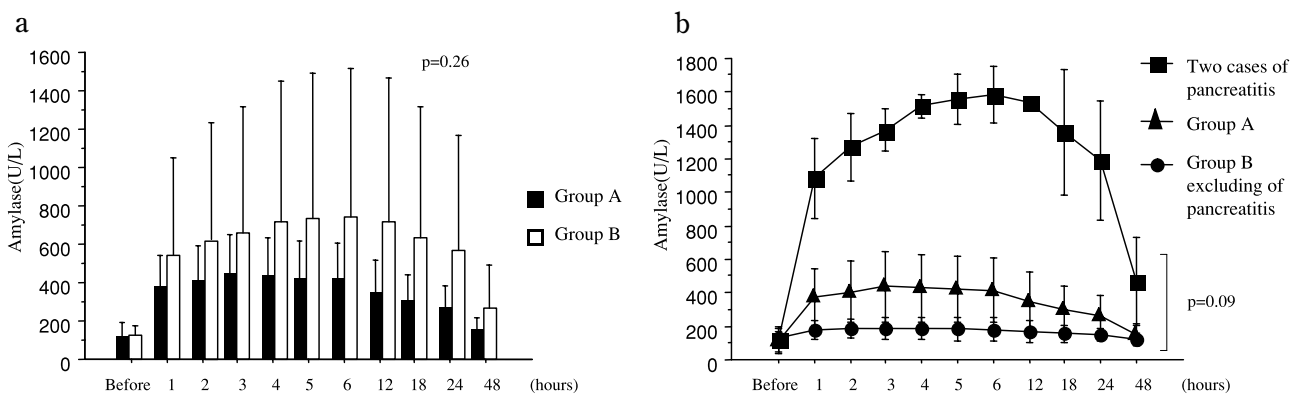 a
Amylase(U/L)
1600
1400
1200
1000
800
600
400
200
0
p=0.26
Before 1 2 3 4 5 6 12 18 24 48 (hours)
Group A
Group B
b
Amylase(U/L)
1800
1600
1400
1200
1000
800
600
400
200
0
Before 1 2 3 4 5 6 12 18 24 48 (hours)
Two cases of
pancreatitis
Group A
Group B
excluding of
pancreatitis
p=0.09